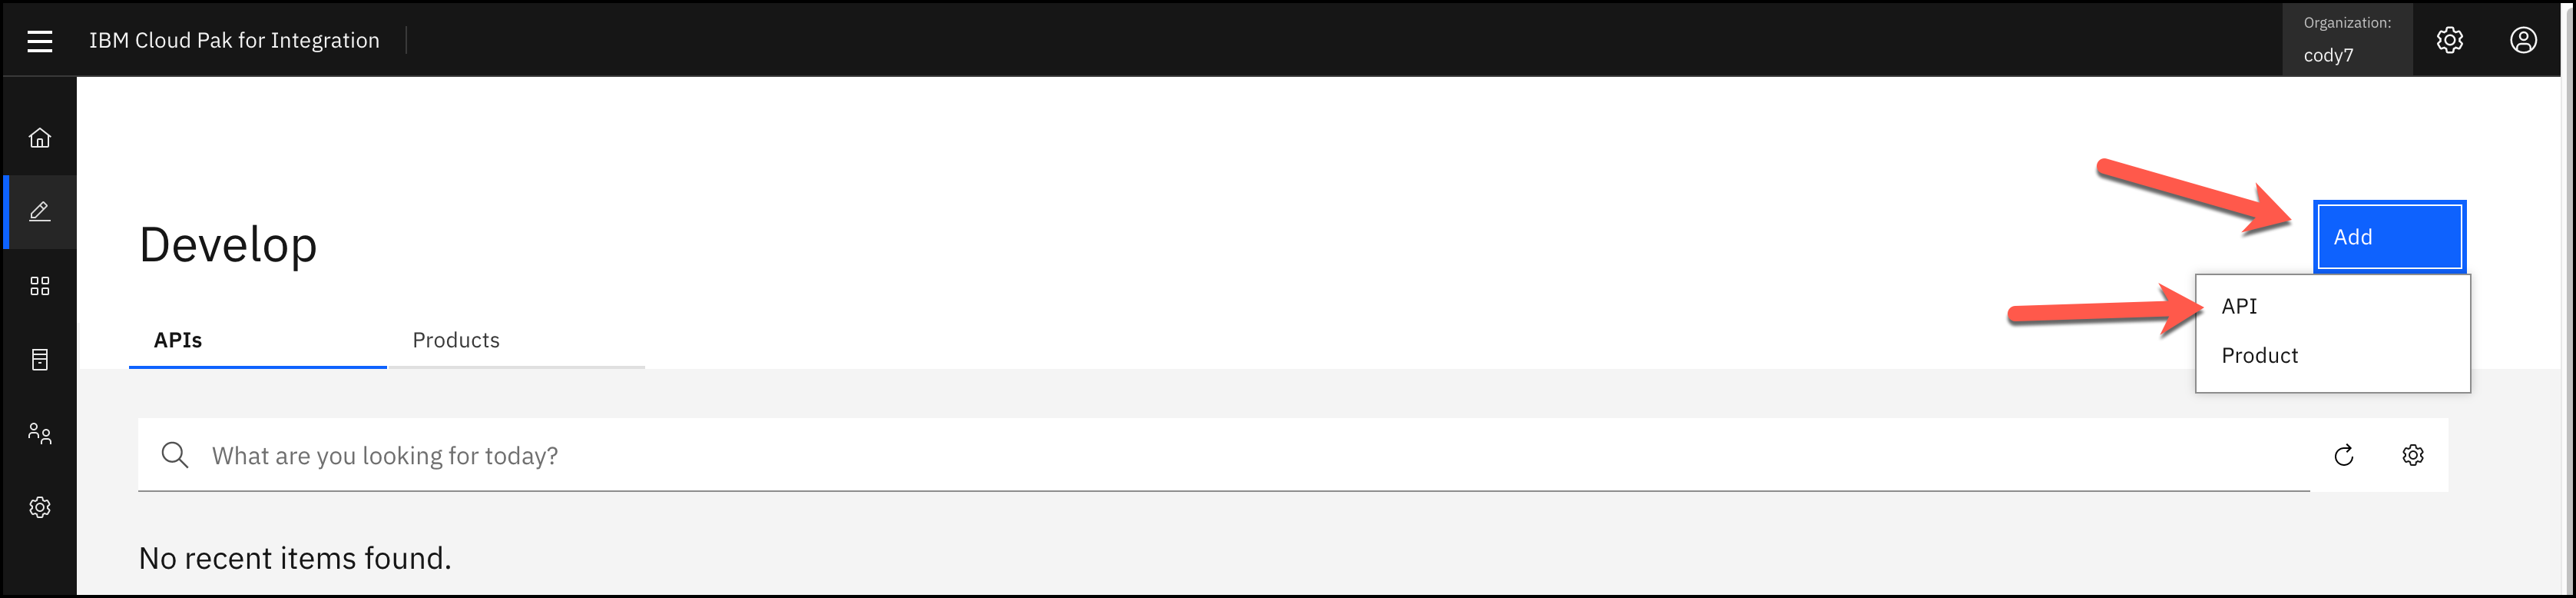 IBM Cloud Pak for Integration
Organization:
cody7
Develop
Add
API
Product
APIs
Products
What are you looking for today?
No recent items found.